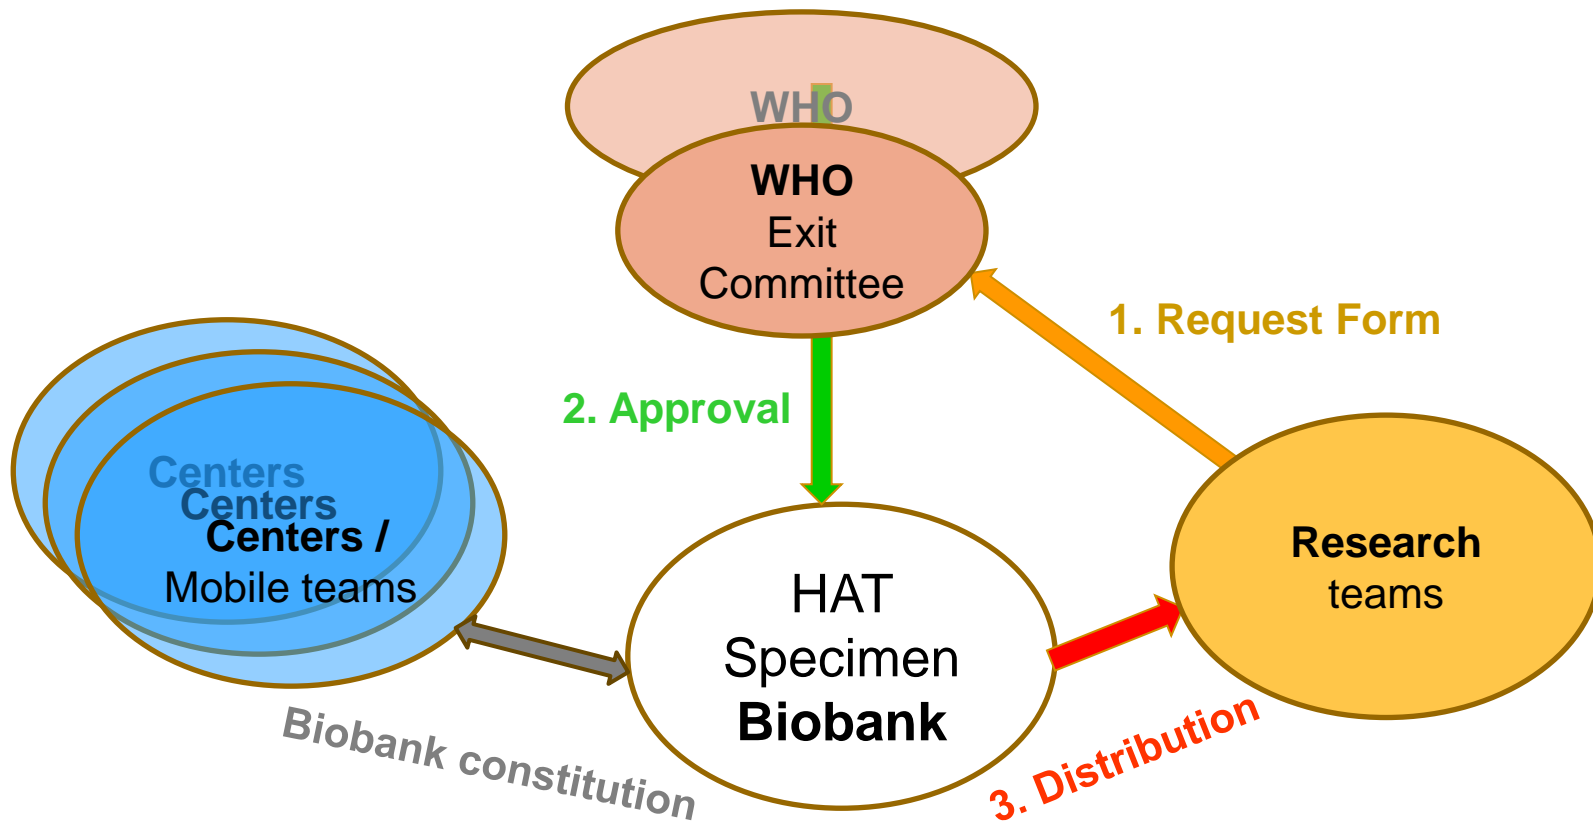 WHO
WHO
Exit
Committee
1. Request Form
2. Approval
Centers
Centers
Centers /
Mobile teams
Research
teams
HAT
Specimen
Biobank
Biobank constitution
3. Distribution